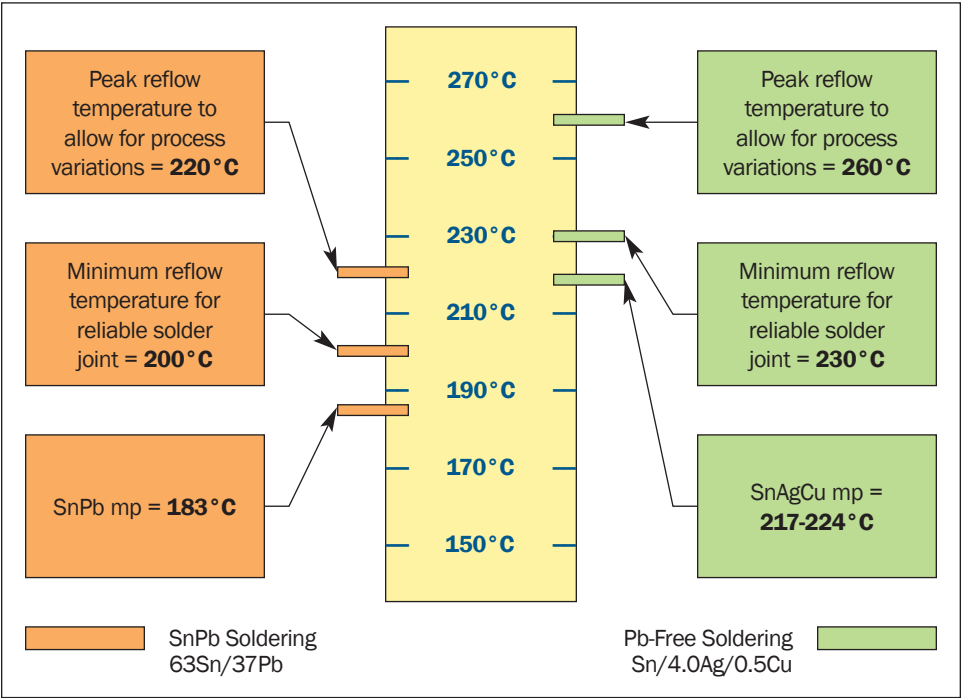 Peak reflow
temperature to
allow for process
variations = 220°C
Minimum reflow
temperature for
reliable solder
joint = 200°C
SnPb mp = 183°C
270°C
250°C
230°C
210°C
190°C
170°C
150°C
Peak reflow
temperature to
allow for process
variations = 260°C
Minimum reflow
temperature for
reliable solder
joint = 230°C
SnAgCu mp =
217-224°C
SnPb Soldering
63Sn/37Pb
Pb-Free Soldering
Sn/4.0Ag/0.5Cu